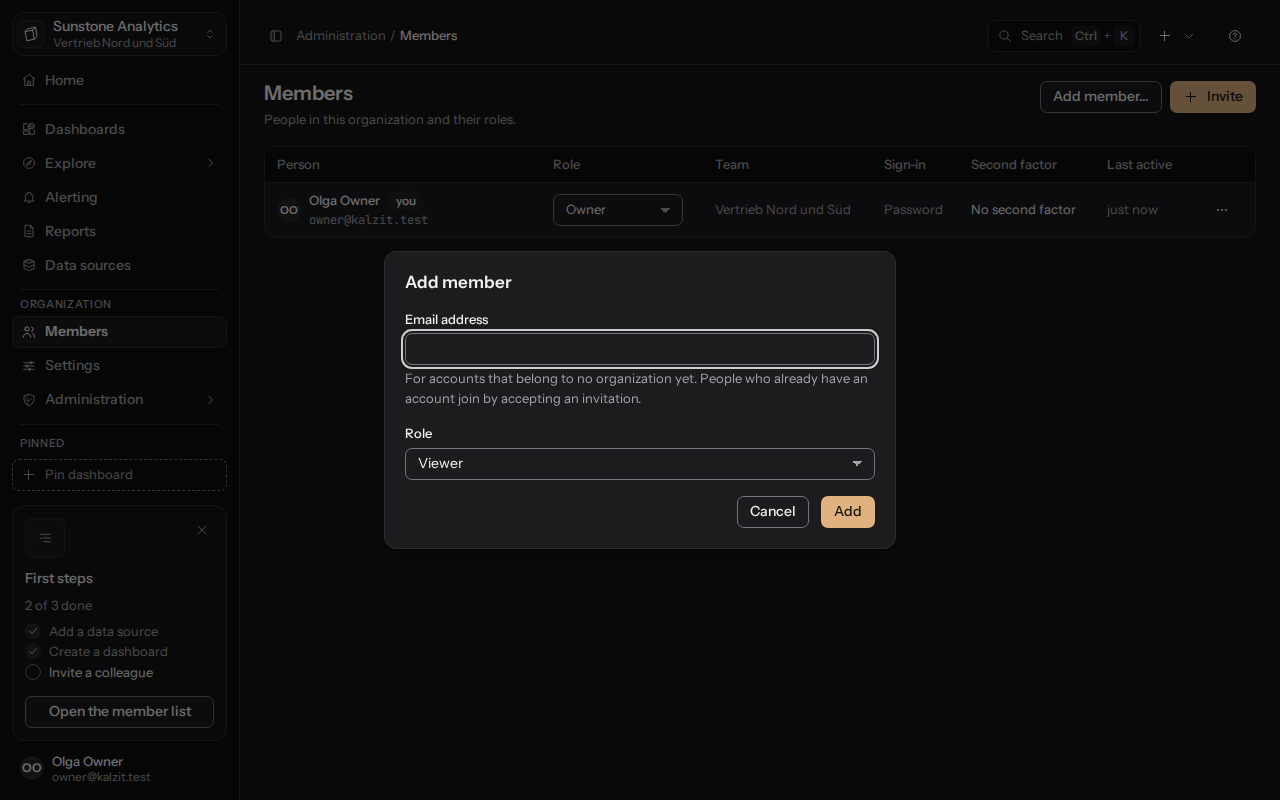 Sunstone Analytics
Vertrieb Nord und Süd
Home
Dashboards
Explore
Alerting
Reports
Data sources
ORGANIZATION
Members
Settings
Administration
PINNED
Pin dashboard
First steps
2 of 3 done
Add a data source
Create a dashboard
Invite a colleague
Open the member list
OO Olga Owner
owner@kalzit.test
Administration / Members
Search Ctrl + K
Members
People in this organization and their roles.
Add member...
Invite
Person Role Team Sign-in Second factor Last active
OO Olga Owner you
owner@kalzit.test
Owner Vertrieb Nord und Süd Password No second factor just now
Add member
Email address
For accounts that belong to no organization yet. People who already have an
account join by accepting an invitation.
Role
Viewer
Cancel Add